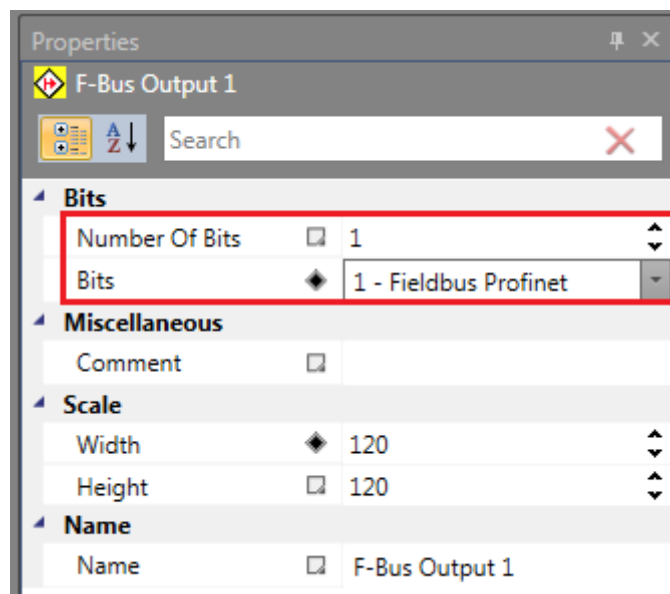 Properties
F-Bus Output 1
A
Z
Search
Bits
Number Of Bits 1
Bits 1 - Fieldbus Profinet
Miscellaneous
Comment
Scale
Width 120
Height 120
Name
Name F-Bus Output 1